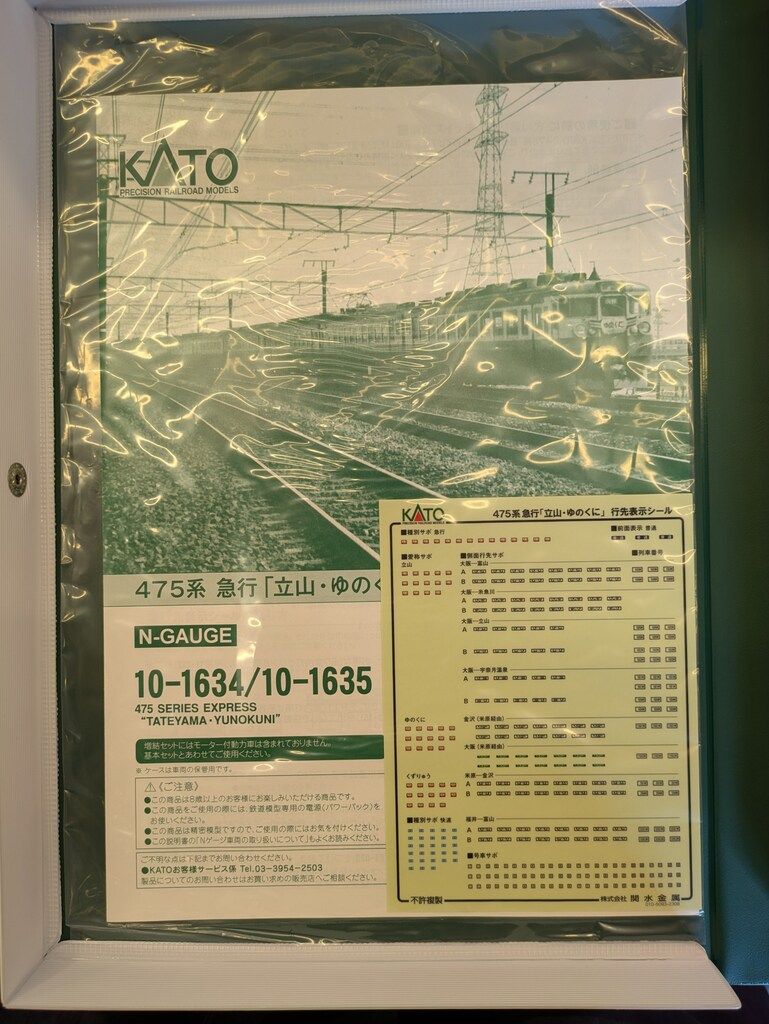 KATO
PRECISION RAILROAD MODELS
475系 急行「立山・ゆのく
N-GAUGE
10-1634/10-1635
475 SERIES EXPRESS
“TATEYAMA・YUNOKUNI”
増結セットにはモーター付動力車は含まれておりません。
基本セットとあわせてご使用ください。
※ ケースは車両の保管用です。
⚠(ご注意)
●この商品は8歳以上のお客様にお楽しみいただける商品です。
●この商品をご使用の際には、鉄道模型専用の電源(パワーパック)を
お使いください。
●この商品は精密模型ですので、ご使用の際にはお気を付けください。
●この説明書の「Nゲージ車両の取り扱いについて」もよくお読みください。
ご不明な点は下記までお問い合わせください。
●KATOお客様サービス係 Tel.03-3954-2503
製品についてのお問い合わせはお買い求めの販売店へご相談ください。
KATO
475系 急行「立山・ゆのくに」 行先表示シール
■種別サボ 急行
■前面表示 普通
■愛称サボ
立山
■側面行先サボ
■列車番号
大阪―富山
A
B
大阪―糸魚川
A
B
大阪―立山
A
B
大阪―宇奈月温泉
A
B
ゆのくに
金沢(米原経由)
大阪(米原経由)
くずりゅう
米原―金沢
A
B
■種別サボ 快速
福井―富山
A
B
■号車サボ
不許複製
株式会社 関水金属